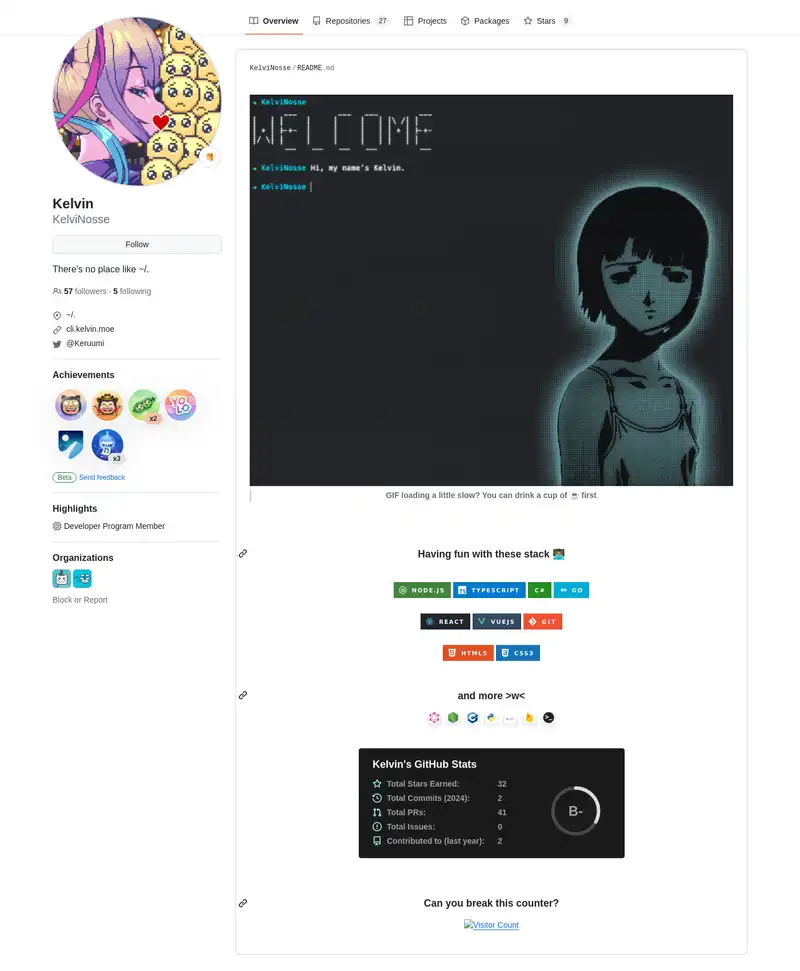 Overview Repositories 27 Projects Packages Stars 9
KelviNosse/README.md
KelviNosse
WELCOME
KelviNosse Hi, my name's Kelvin.
KelviNosse
GIF loading a little slow? You can drink a cup of ☕ first.
Kelvin
KelviNosse
Follow
There's no place like ~/.
57 followers · 5 following
~/.
cli.kelvin.moe
@Keruumi
Achievements
x2
YOLO
x3
Beta Send feedback
Highlights
Developer Program Member
Organizations
Block or Report
Having fun with these stack 👨🏽‍💻
NODE.JS TYPESCRIPT C# GO
REACT VUEJS GIT
HTML5 CSS3
and more >w<
Kelvin's GitHub Stats
Total Stars Earned: 32
Total Commits (2024): 2
Total PRs: 41
Total Issues: 0
Contributed to (last year): 2
B-
Can you break this counter?
Visitor Count